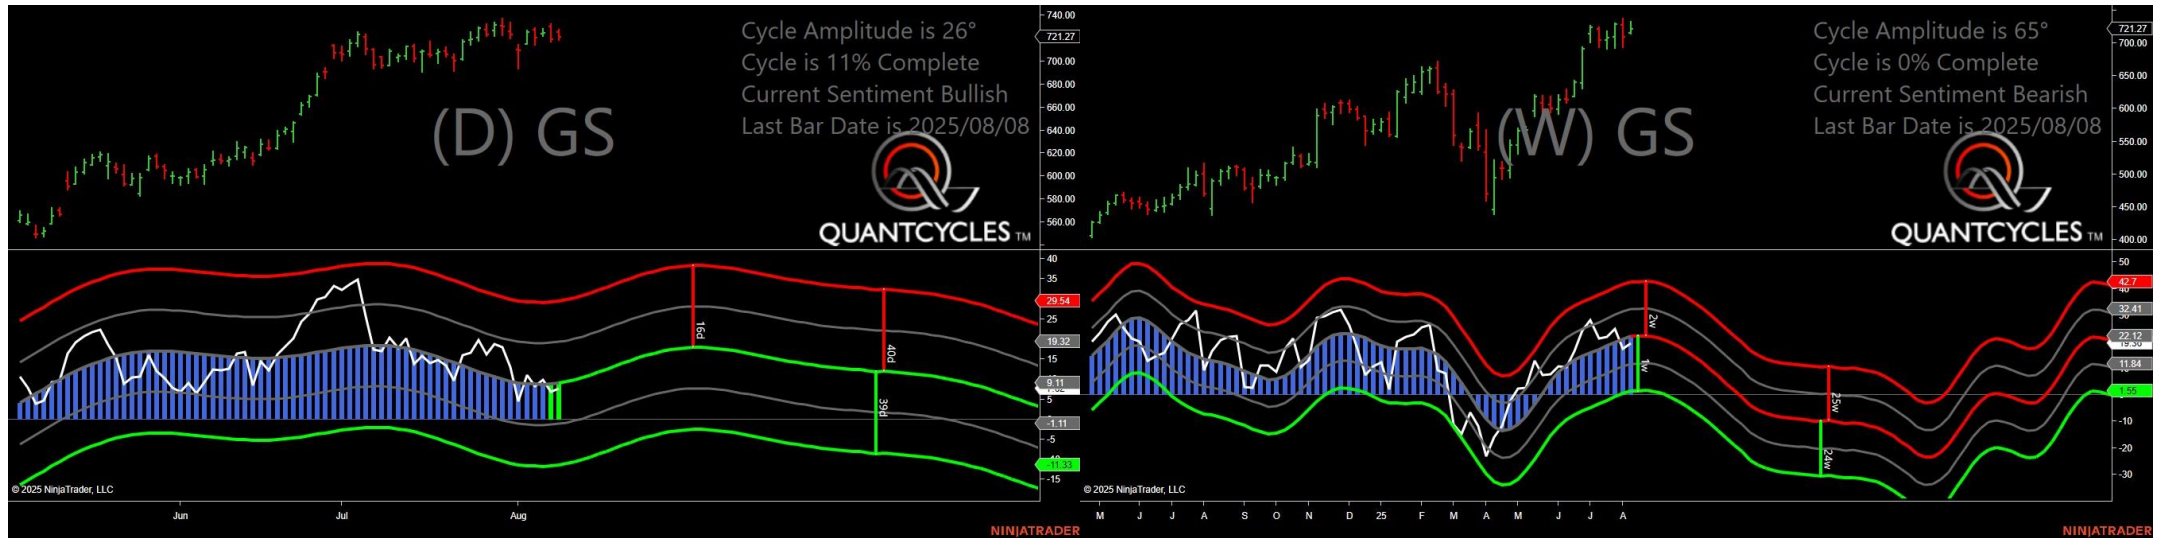 Cycle Amplitude is 26°
Cycle is 11% Complete
Current Sentiment Bullish
Last Bar Date is 2025/08/08
(D) GS
QUANTCYCLES TM
740.00
721.27
700.00
680.00
660.00
640.00
620.00
600.00
580.00
560.00
40
35
29.54
25
19.32
15
9.11
5
-1.11
-5
-11.33
-15
16d
40d
39d
© 2025 NinjaTrader, LLC
Jun Jul Aug
NINJATRADER
Cycle Amplitude is 65°
Cycle is 0% Complete
Current Sentiment Bearish
Last Bar Date is 2025/08/08
(W) GS
QUANTCYCLES TM
721.27
700.00
650.00
600.00
550.00
500.00
450.00
400.00
50
42.7
32.41
22.12
11.84
1.55
-10
-20
-30
2w
1w
25w
24w
© 2025 NinjaTrader, LLC
M J J A S O N D 25 F M A M J J A
NINJATRADER